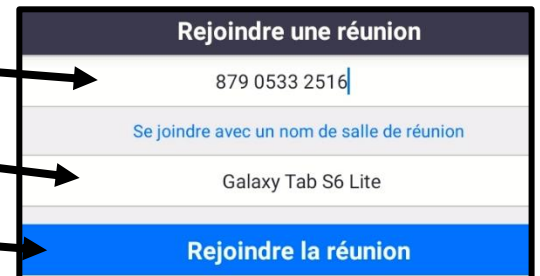 Rejoindre une réunion
879 0533 2516
Se joindre avec un nom de salle de réunion
Galaxy Tab S6 Lite
Rejoindre la réunion